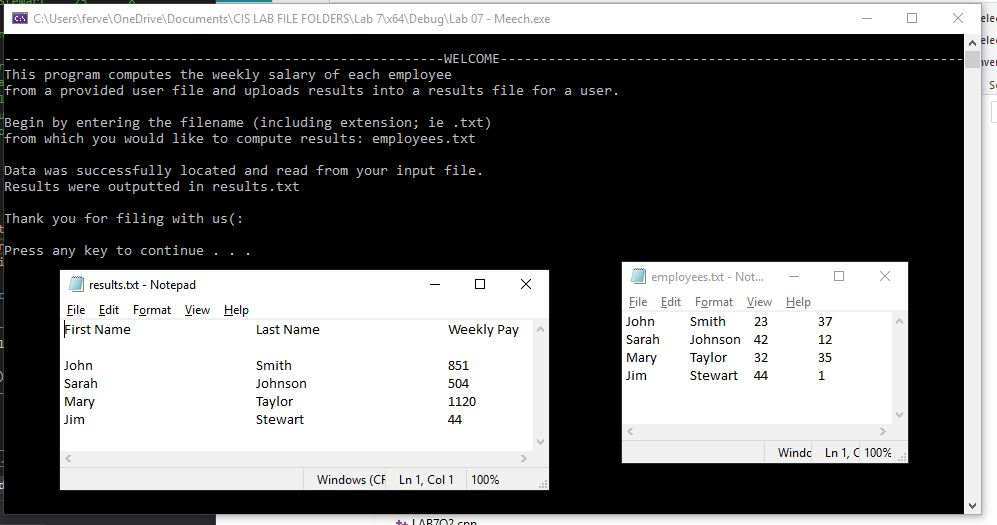 C:\Users\ferve\OneDrive\Documents\CIS LAB FILE FOLDERS\Lab 7\x64\Debug\Lab 07 - Meech.exe
-------------------------------------------------------WELCOME----------------------------------------------------------
This program computes the weekly salary of each employee
from a provided user file and uploads results into a results file for a user.
Begin by entering the filename (including extension; ie .txt)
from which you would like to compute results: employees.txt
Data was successfully located and read from your input file.
Results were outputted in results.txt
Thank you for filing with us(:
Press any key to continue . . .
results.txt - Notepad
File Edit Format View Help
First Name Last Name Weekly Pay
John Smith 851
Sarah Johnson 504
Mary Taylor 1120
Jim Stewart 44
Windows (CF Ln 1, Col 1 100%
employees.txt - Not...
File Edit Format View Help
John Smith 23 37
Sarah Johnson 42 12
Mary Taylor 32 35
Jim Stewart 44 1
Windo Ln 1, C 100%
LAB7Q2.cpp